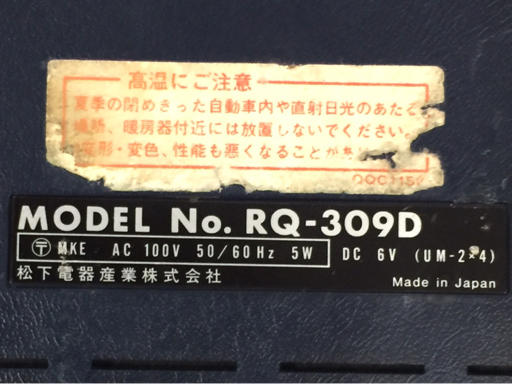 高温にご注意
夏季の閉めきった自動車内や直射日光のあたる
場所、暖房器付近には放置しないでください。
変形・変色、性能も悪くなることが
MODEL No. RQ-309D
〒 MKE AC 100V 50/60Hz 5W DC 6V (UM-2×4)
松下電器産業株式会社
Made in Japan